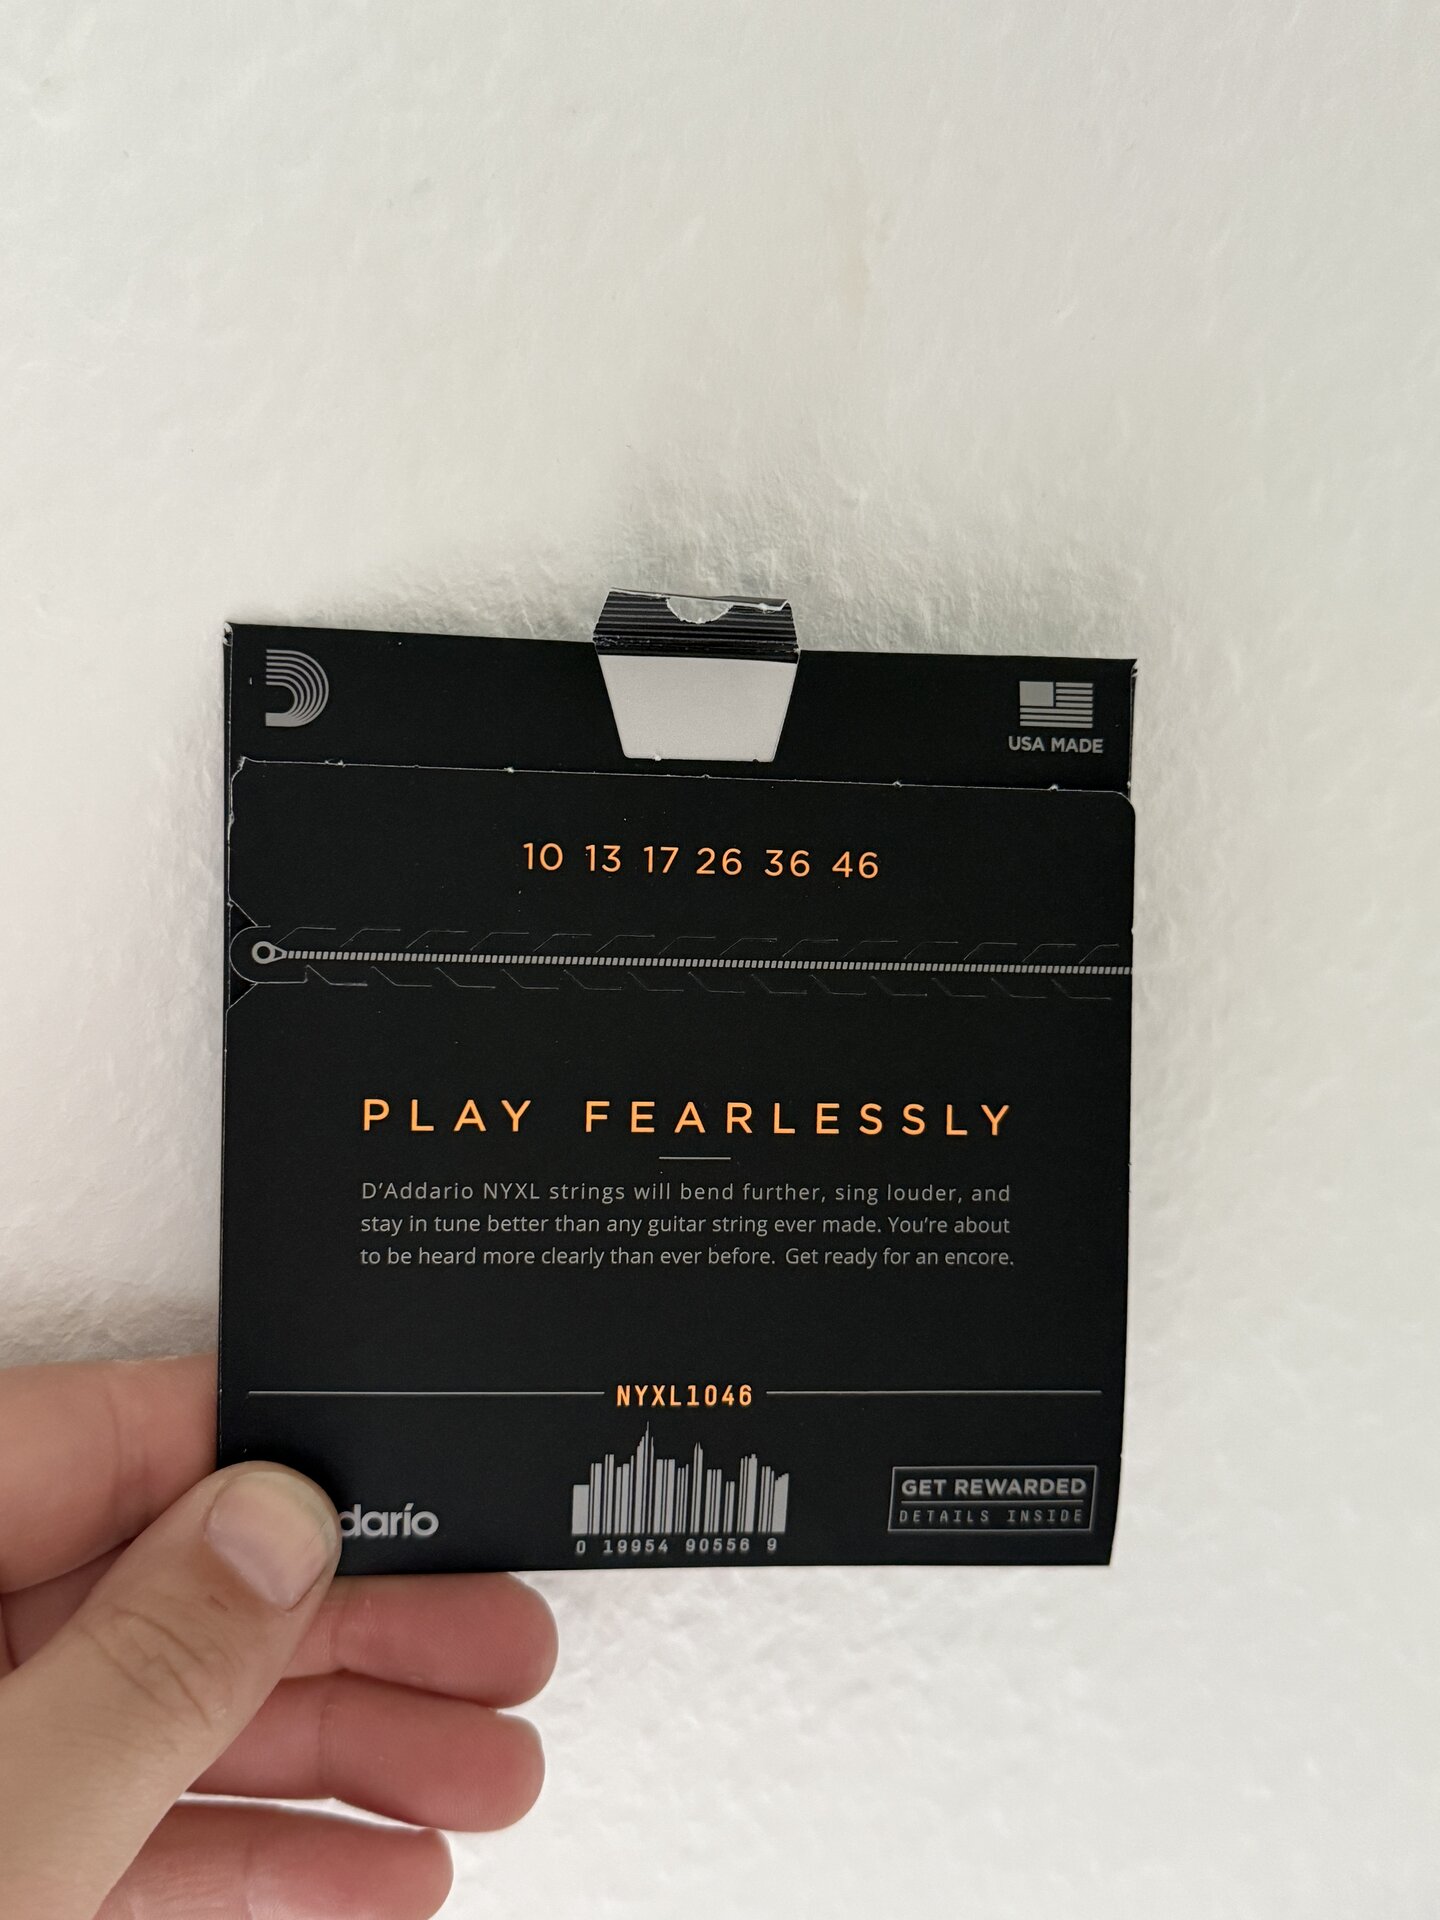 USA MADE
10 13 17 26 36 46
PLAY FEARLESSLY
D'Addario NYXL strings will bend further, sing louder, and
stay in tune better than any guitar string ever made. You're about
to be heard more clearly than ever before. Get ready for an encore.
NYXL1046
GET REWARDED
DETAILS INSIDE
darío
0 19954 90556 9